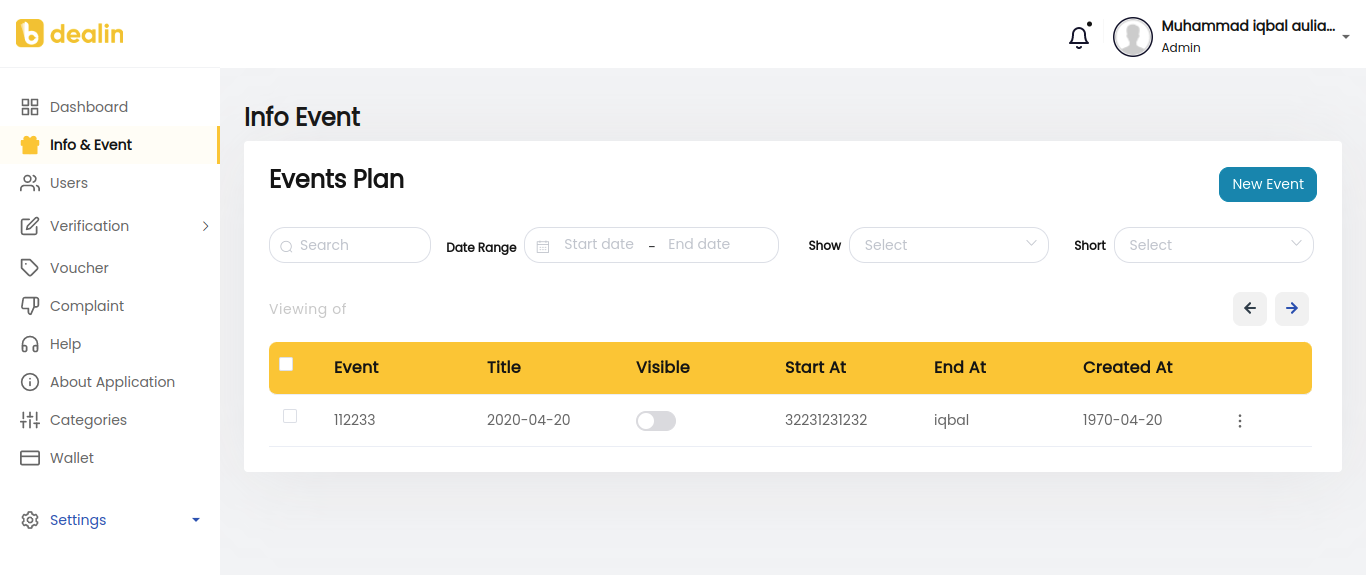 dealin
Muhammad iqbal aulia...
Admin
Dashboard
Info & Event
Users
Verification
Voucher
Complaint
Help
About Application
Categories
Wallet
Settings
Info Event
Events Plan
New Event
Search
Date Range
Start date - End date
Show
Select
Short
Select
Viewing of
Event Title Visible Start At End At Created At
112233 2020-04-20 32231231232 iqbal 1970-04-20